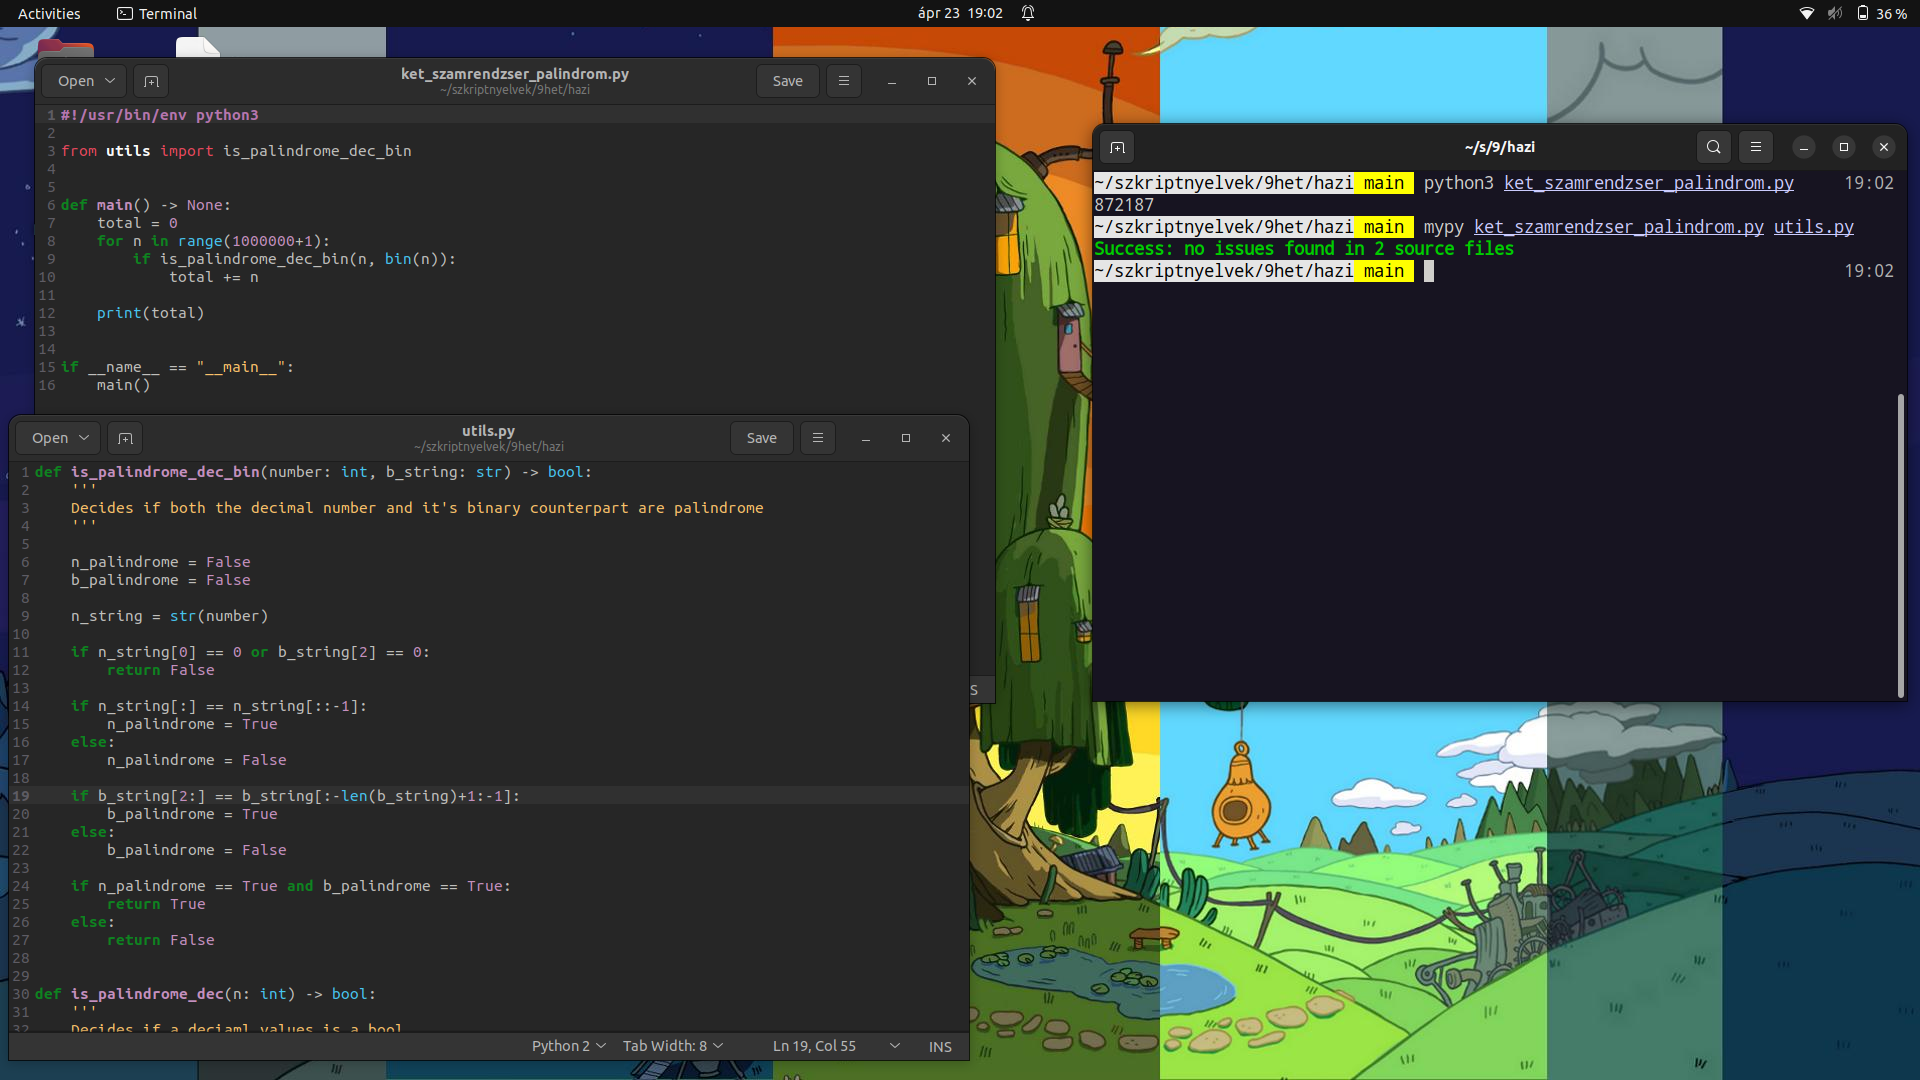 Activities
Terminal
ápr 23 19:02
36 %
Open
ket_szamrendzser_palindrom.py
~/szkriptnyelvek/9het/hazi
Save
1 #!/usr/bin/env python3
2
3 from utils import is_palindrome_dec_bin
4
5
6 def main() -> None:
7     total = 0
8     for n in range(1000000+1):
9         if is_palindrome_dec_bin(n, bin(n)):
10             total += n
11
12     print(total)
13
14
15 if __name__ == "__main__":
16     main()
S
Open
utils.py
~/szkriptnyelvek/9het/hazi
Save
1 def is_palindrome_dec_bin(number: int, b_string: str) -> bool:
2     '''
3     Decides if both the decimal number and it's binary counterpart are palindrome
4     '''
5
6     n_palindrome = False
7     b_palindrome = False
8
9     n_string = str(number)
10
11     if n_string[0] == 0 or b_string[2] == 0:
12         return False
13
14     if n_string[:] == n_string[::-1]:
15         n_palindrome = True
16     else:
17         n_palindrome = False
18
19     if b_string[2:] == b_string[:-len(b_string)+1:-1]:
20         b_palindrome = True
21     else:
22         b_palindrome = False
23
24     if n_palindrome == True and b_palindrome == True:
25         return True
26     else:
27         return False
28
29
30 def is_palindrome_dec(n: int) -> bool:
31     '''
32     Decides if a deciaml values is a bool
Python 2
Tab Width: 8
Ln 19, Col 55
INS
~/s/9/hazi
~/szkriptnyelvek/9het/hazi main python3 ket_szamrendzser_palindrom.py 19:02
872187
~/szkriptnyelvek/9het/hazi main mypy ket_szamrendzser_palindrom.py utils.py
Success: no issues found in 2 source files
~/szkriptnyelvek/9het/hazi main 19:02